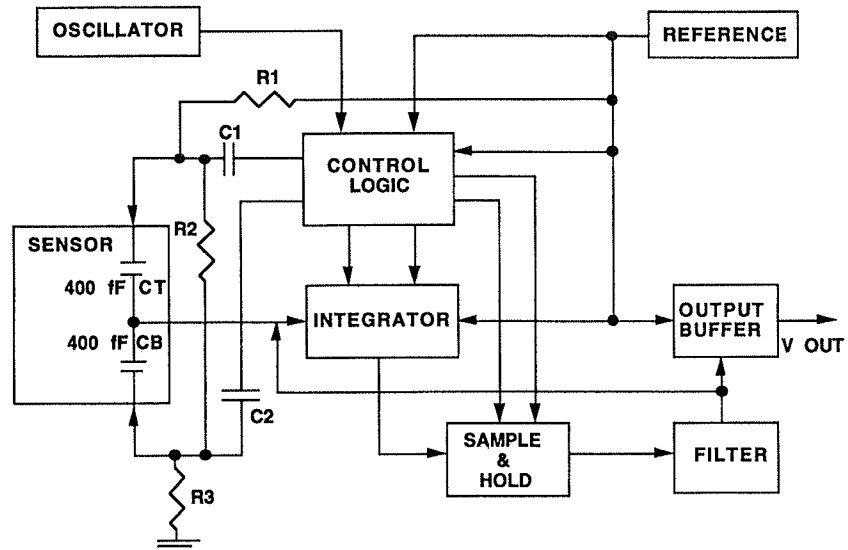 OSCILLATOR
REFERENCE
R1
C1
CONTROL
LOGIC
R2
SENSOR
400 fF CT
400 fF CB
INTEGRATOR
OUTPUT
BUFFER
V OUT
C2
SAMPLE
&
HOLD
FILTER
R3